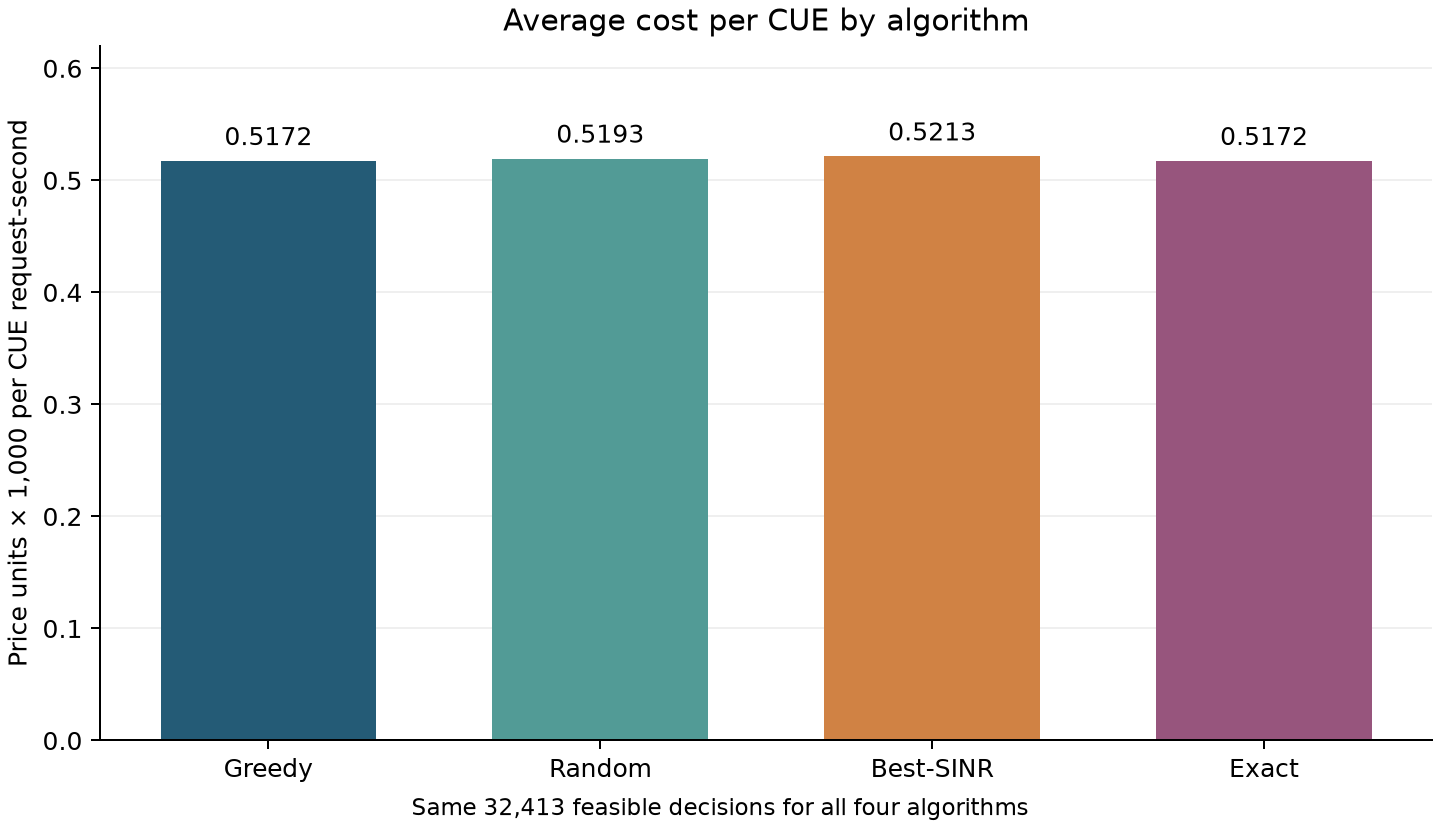 Average cost per CUE by algorithm
Price units × 1,000 per CUE request-second
0.6
0.5
0.4
0.3
0.2
0.1
0.0
0.5172
0.5193
0.5213
0.5172
Greedy
Random
Best-SINR
Exact
Same 32,413 feasible decisions for all four algorithms